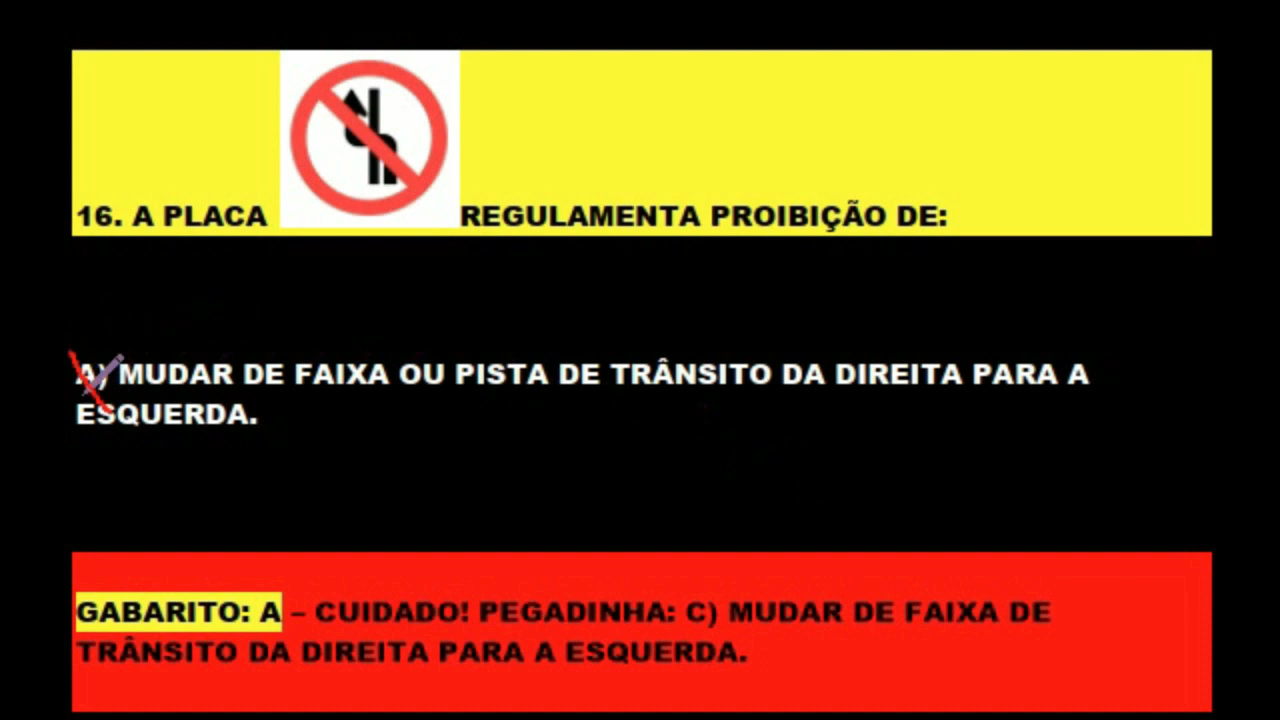 16. A PLACA REGULAMENTA PROIBIÇÃO DE:
A) MUDAR DE FAIXA OU PISTA DE TRÂNSITO DA DIREITA PARA A
ESQUERDA.
GABARITO: A – CUIDADO! PEGADINHA: C) MUDAR DE FAIXA DE
TRÂNSITO DA DIREITA PARA A ESQUERDA.